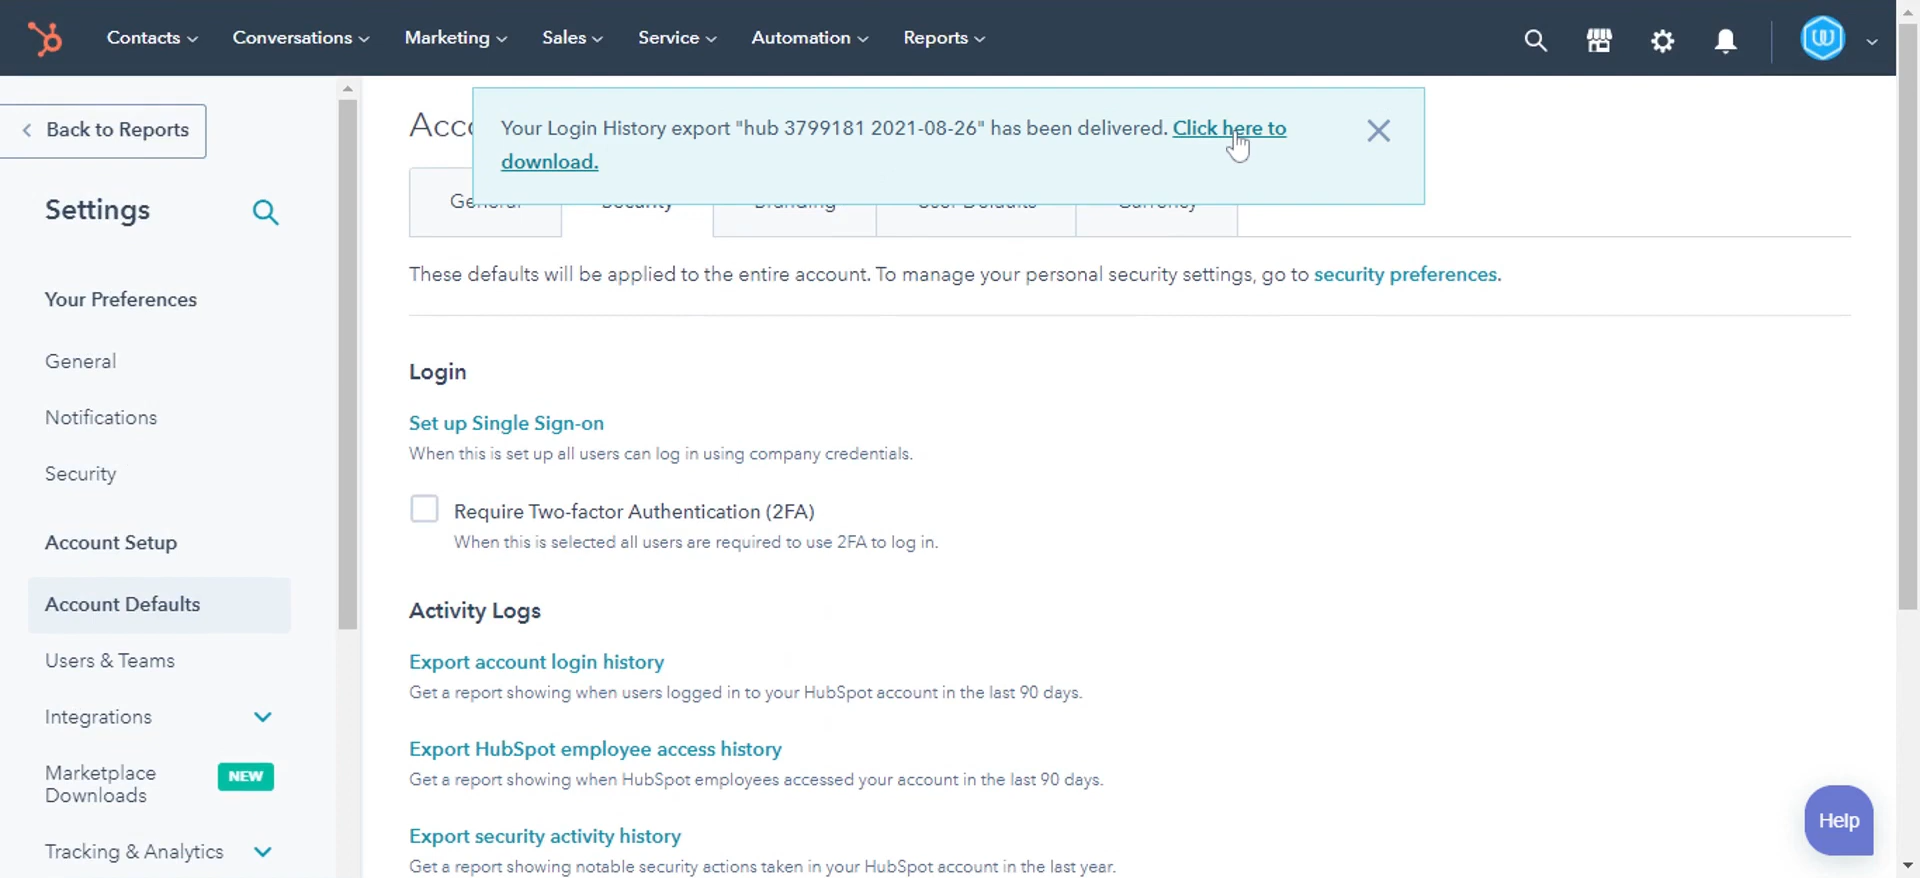 Contacts Conversations Marketing Sales Service Automation Reports
Back to Reports
Settings
Your Preferences
General
Notifications
Security
Account Setup
Account Defaults
Users & Teams
Integrations
Marketplace
Downloads
NEW
Tracking & Analytics
Acco
Your Login History export "hub 3799181 2021-08-26" has been delivered. Click here to
download.
General Security Branding User Defaults Currency
These defaults will be applied to the entire account. To manage your personal security settings, go to security preferences.
Login
Set up Single Sign-on
When this is set up all users can log in using company credentials.
Require Two-factor Authentication (2FA)
When this is selected all users are required to use 2FA to log in.
Activity Logs
Export account login history
Get a report showing when users logged in to your HubSpot account in the last 90 days.
Export HubSpot employee access history
Get a report showing when HubSpot employees accessed your account in the last 90 days.
Export security activity history
Get a report showing notable security actions taken in your HubSpot account in the last year.
Help